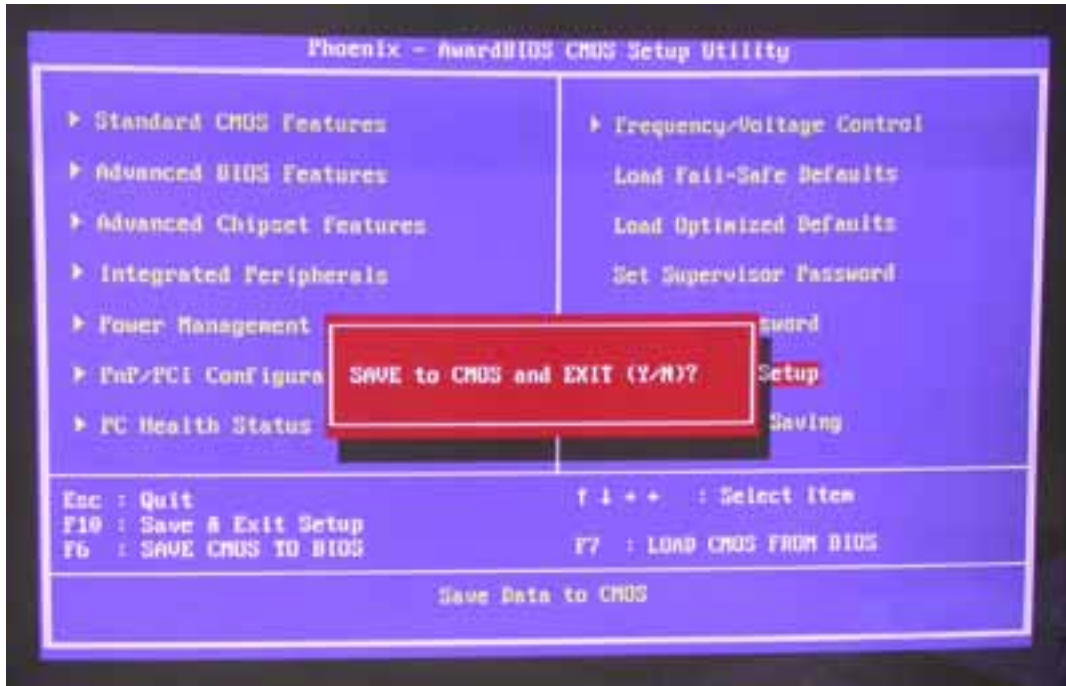 Phoenix - AwardBIOS CMOS Setup Utility
Standard CMOS Features
Advanced BIOS Features
Advanced Chipset Features
Integrated Peripherals
Power Management
PnP/PCI Configura
PC Health Status
Frequency/Voltage Control
Load Fail-Safe Defaults
Load Optimized Defaults
Set Supervisor Password
sword
Setup
Saving
SAVE to CMOS and EXIT (Y/N)?
Esc : Quit
F10 : Save & Exit Setup
F6 : SAVE CMOS TO BIOS
: Select Item
F7 : LOAD CMOS FROM BIOS
Save Data to CMOS